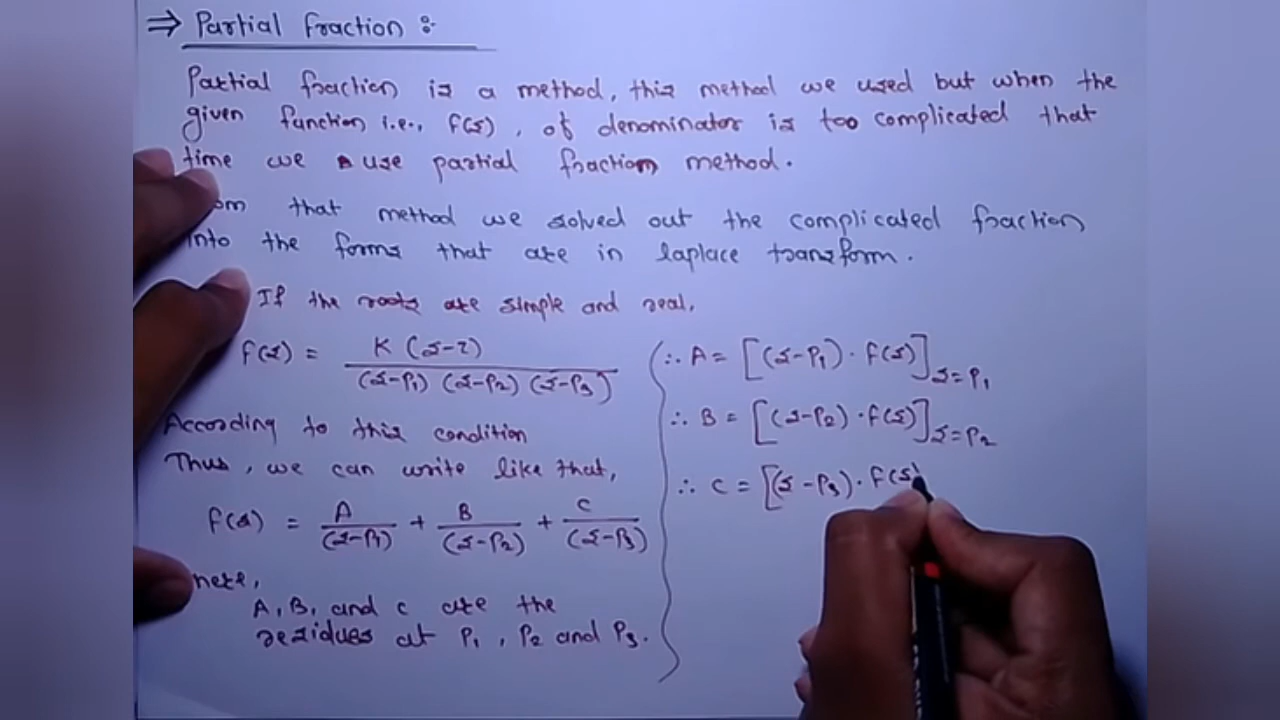 ⇒ Partial fraction :-
Partial fraction is a method, this method we used but when the
given function i.e., f(s), of denominator is too complicated that
time we use partial fraction method.
om that method we solved out the complicated fraction
into the forms that are in laplace transform.
If the roots are simple and real,
f(s) = K (s-z) / (s-P1) (s-P2) (s-P3)
According to this condition
Thus, we can write like that,
f(s) = A / (s-P1) + B / (s-P2) + C / (s-P3)
here,
A, B, and c are the
residues at P1, P2 and P3.
∴ A = [(s-P1) · f(s)] s=P1
∴ B = [(s-P2) · f(s)] s=P2
∴ C = [(s-P3) · f(s)